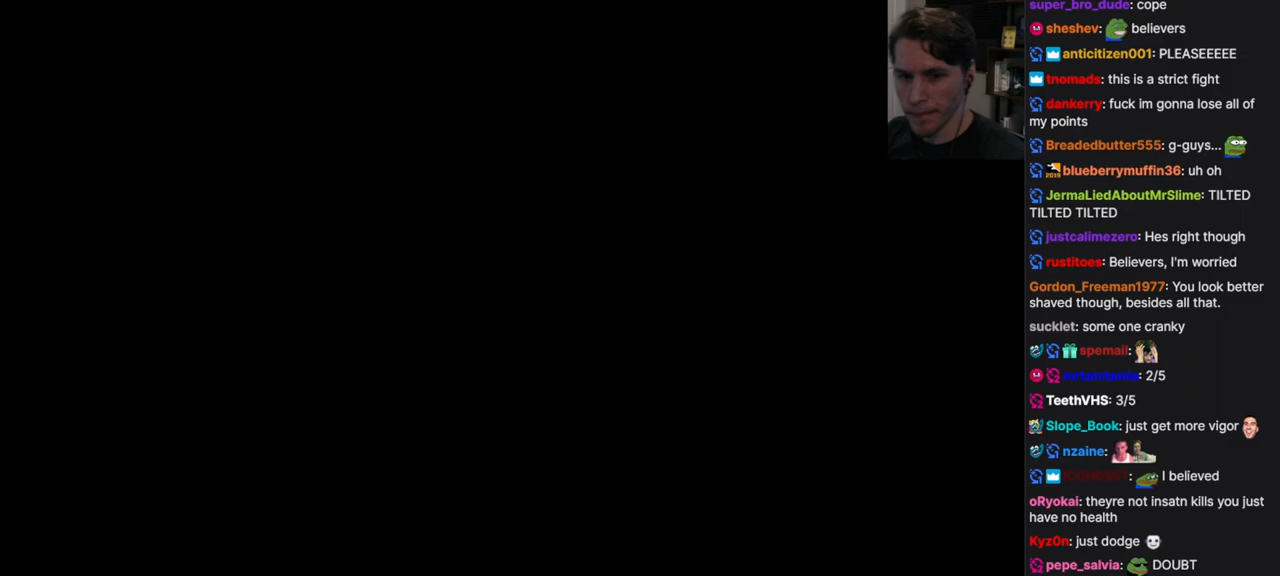 super_bro_dude: cope
sheshev: believers
anticitizen001: PLEASEEEEE
tnomads: this is a strict fight
dankerry: fuck im gonna lose all of
my points
Breadedbutter555: g-guys...
blueberrymuffin36: uh oh
JermaLiedAboutMrSlime: TILTED
TILTED TILTED
justcalimezero: Hes right though
rustitoes: Believers, I'm worried
Gordon_Freeman1977: You look better
shaved though, besides all that.
sucklet: some one cranky
spemail:
: 2/5
TeethVHS: 3/5
Slope_Book: just get more vigor
nzaine:
: I believed
oRyokai: theyre not insatn kills you just
have no health
Kyz0n: just dodge
pepe_salvia: DOUBT